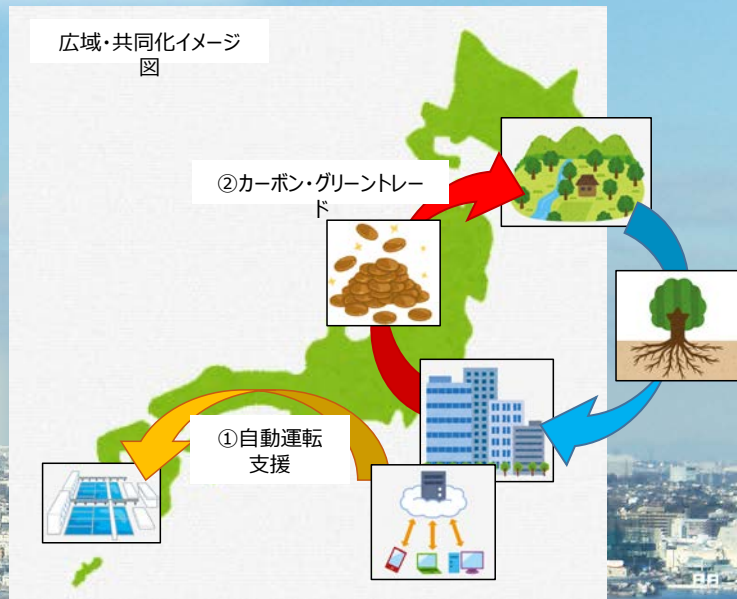 広域・共同化イメージ
図
②カーボン・グリーントレー
ド
①自動運転
支援